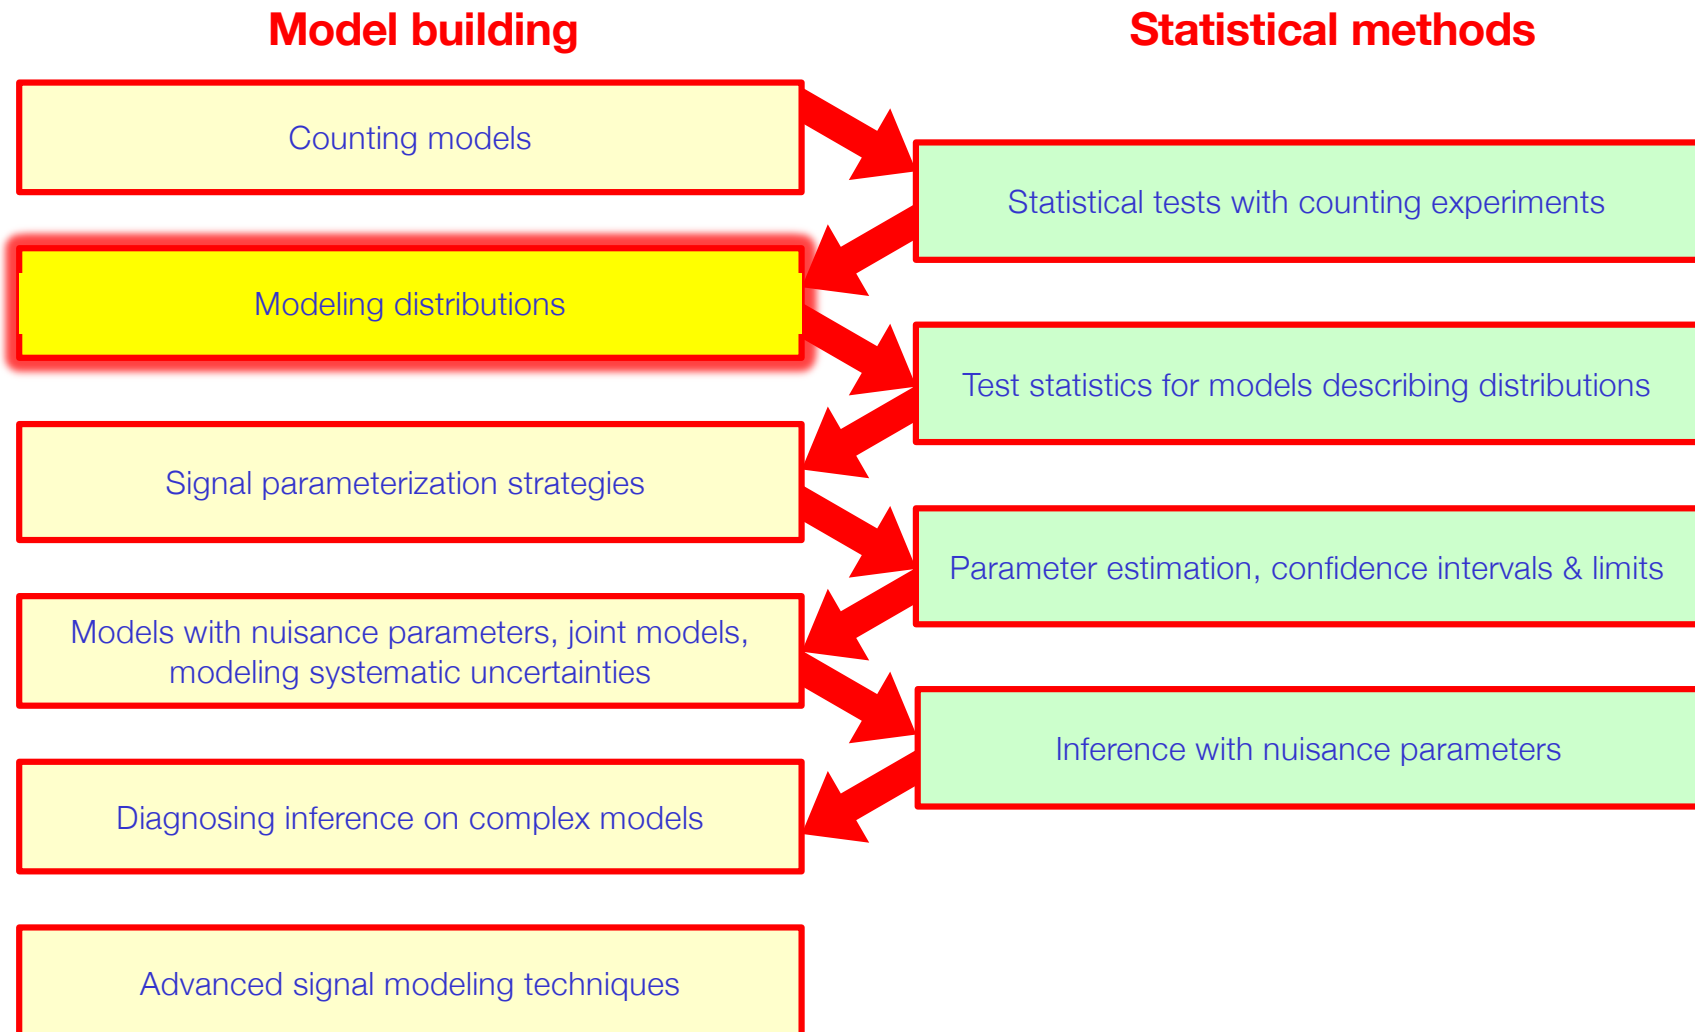 Model building
Statistical methods
Counting models
Statistical tests with counting experiments
Modeling distributions
Test statistics for models describing distributions
Signal parameterization strategies
Parameter estimation, confidence intervals & limits
Models with nuisance parameters, joint models,
modeling systematic uncertainties
Inference with nuisance parameters
Diagnosing inference on complex models
Advanced signal modeling techniques